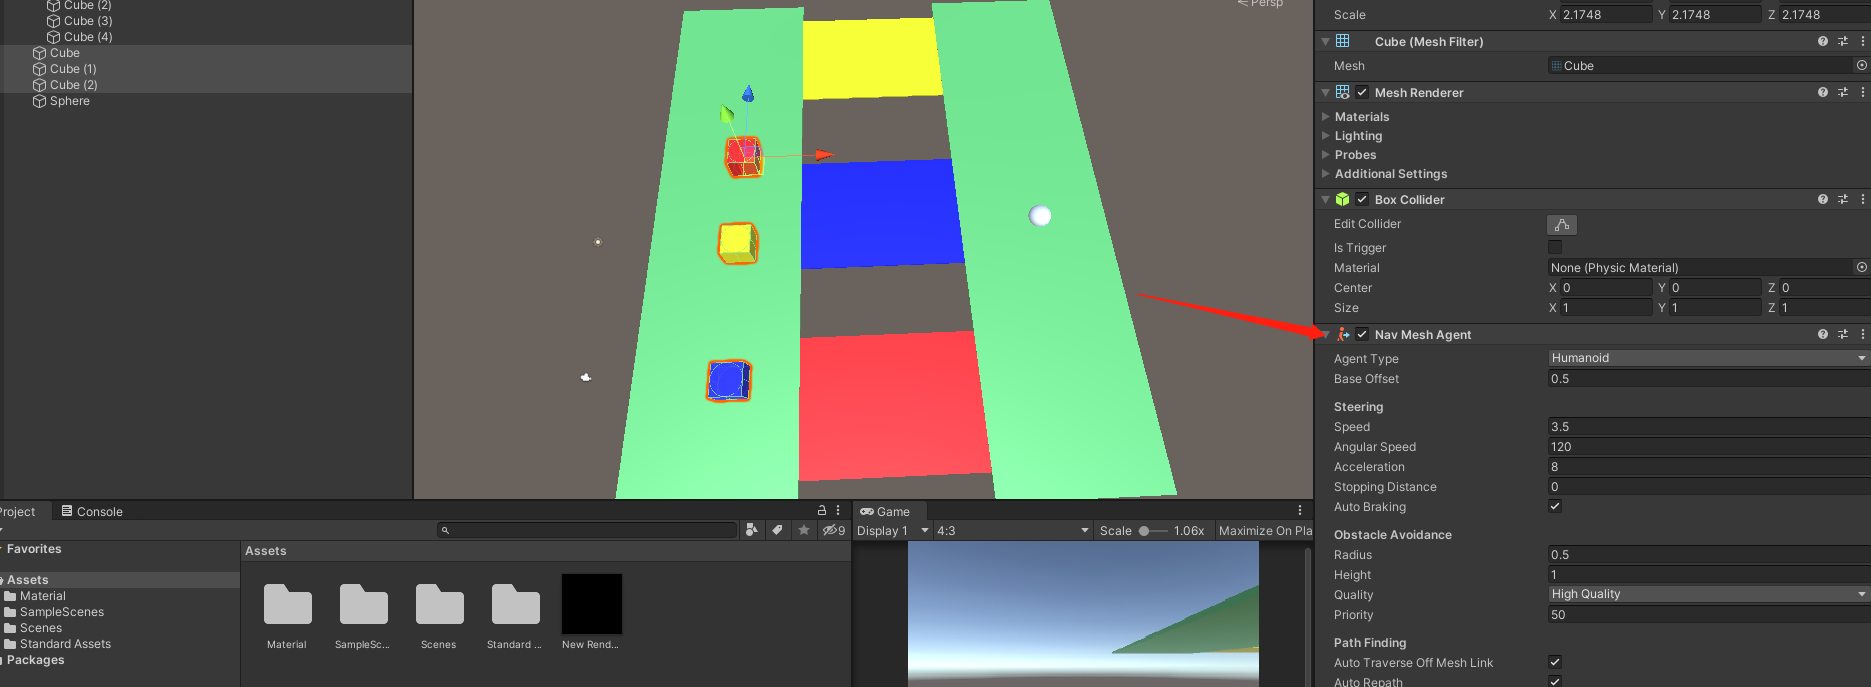 Cube (2)
Cube (3)
Cube (4)
Cube
Cube (1)
Cube (2)
Sphere
Persp
Scale X 2.1748 Y 2.1748 Z 2.1748
Cube (Mesh Filter)
Mesh Cube
Mesh Renderer
Materials
Lighting
Probes
Additional Settings
Box Collider
Edit Collider
Is Trigger
Material None (Physic Material)
Center X 0 Y 0 Z 0
Size X 1 Y 1 Z 1
Nav Mesh Agent
Agent Type Humanoid
Base Offset 0.5
Steering
Speed 3.5
Angular Speed 120
Acceleration 8
Stopping Distance 0
Auto Braking
Obstacle Avoidance
Radius 0.5
Height 1
Quality High Quality
Priority 50
Path Finding
Auto Traverse Off Mesh Link
Auto Repath
Project Console
9
Favorites
Assets
Material
SampleScenes
Scenes
Standard Assets
Packages
Assets
Material SampleSc... Scenes Standard ... New Rend...
Game
Display 1 4:3 Scale 1.06x Maximize On Pla